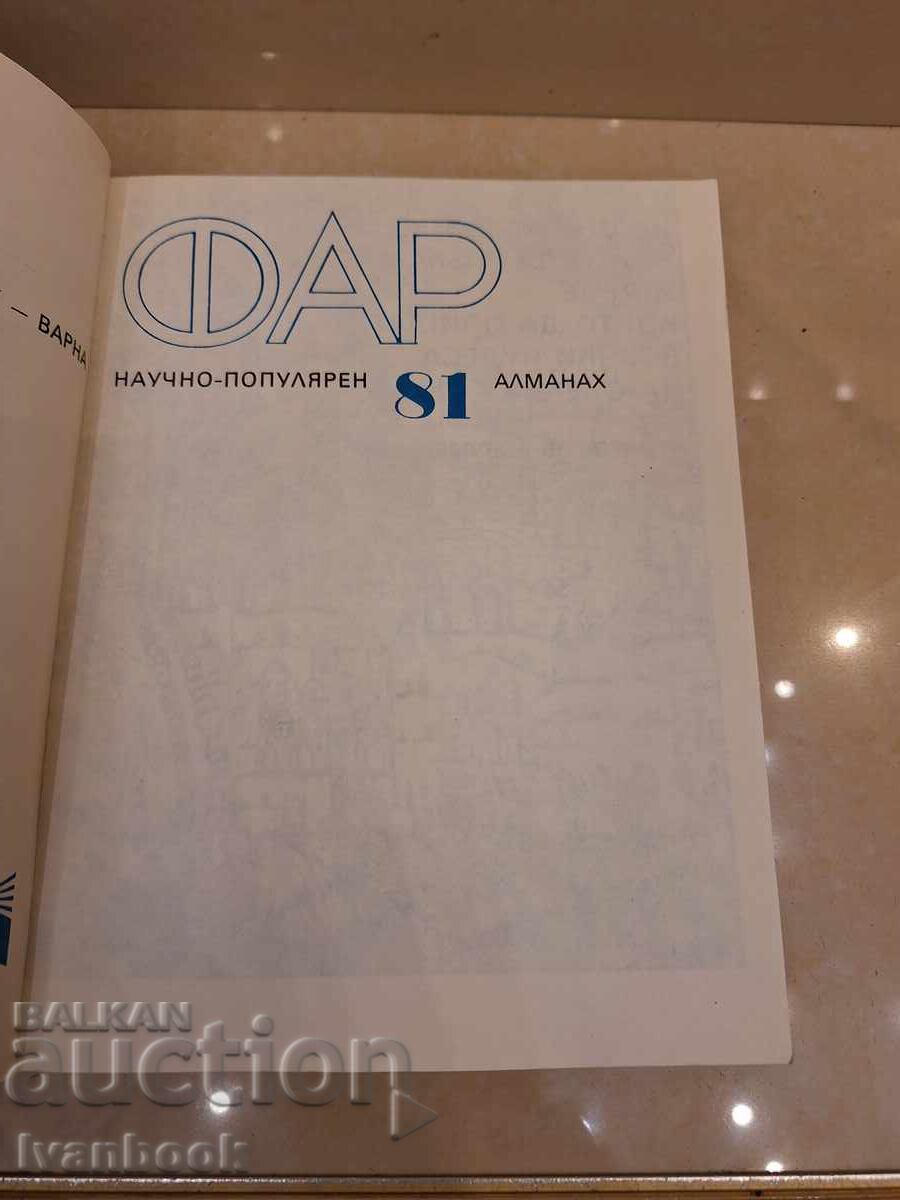 — ВАРНА
ФАР
НАУЧНО-ПОПУЛЯРЕН 81 АЛМАНАХ
BALKAN
auction
Ivanbook